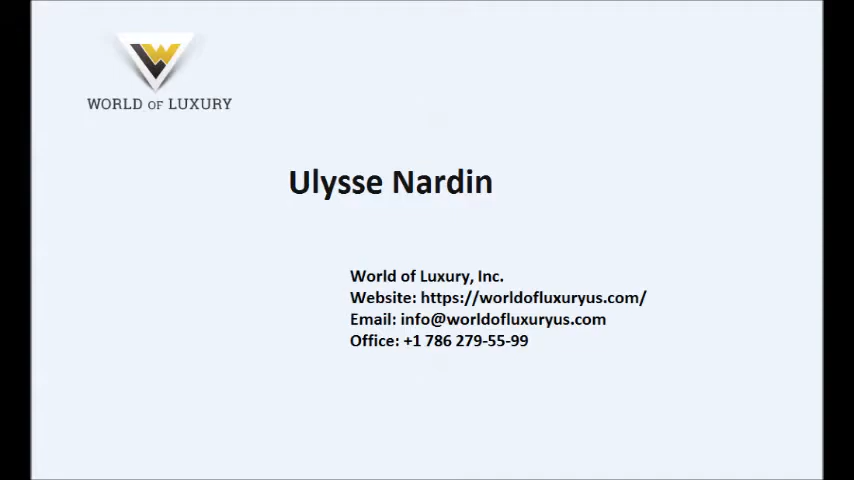 WORLD OF LUXURY
Ulysse Nardin
World of Luxury, Inc.
Website: https://worldofluxuryus.com/
Email: info@worldofluxuryus.com
Office: +1 786 279-55-99